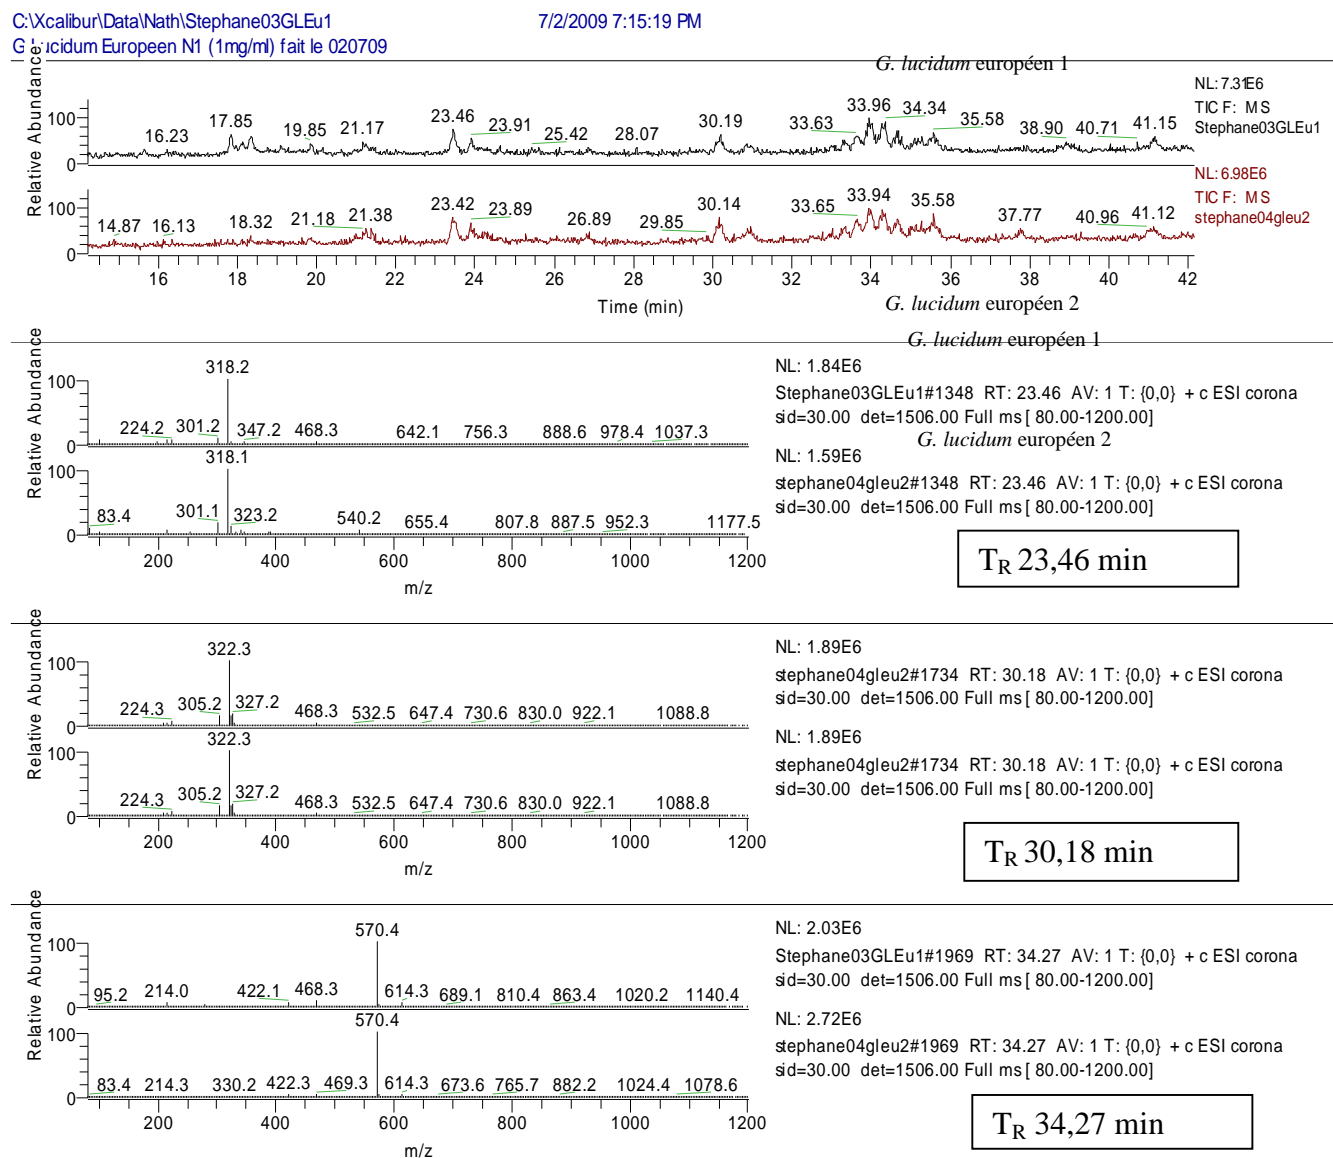 C:\Xcalibur\Data\Nath\Stephane03GLEu1 7/2/2009 7:15:19 PM
G lucidum Europeen N1 (1mg/ml) fait le 020709
G. lucidum européen 1
Relative Abundance
100
0
16.23 17.85 19.85 21.17 23.46 23.91 25.42 28.07 30.19 33.63 33.96 34.34 35.58 38.90 40.71 41.15
NL: 7.31E6
TIC F: MS
Stephane03GLEu1
100
0
14.87 16.13 18.32 21.18 21.38 23.42 23.89 26.89 29.85 30.14 33.65 33.94 35.58 37.77 40.96 41.12
NL: 6.98E6
TIC F: MS
stephane04gleu2
16 18 20 22 24 26 28 30 32 34 36 38 40 42
Time (min)
G. lucidum européen 2
G. lucidum européen 1
Relative Abundance
100
0
224.2 301.2 318.2 347.2 468.3 642.1 756.3 888.6 978.4 1037.3
NL: 1.84E6
Stephane03GLEu1#1348 RT: 23.46 AV: 1 T: {0,0} + c ESI corona
sid=30.00 det=1506.00 Full ms [ 80.00-1200.00]
G. lucidum européen 2
100
0
83.4 301.1 318.1 323.2 540.2 655.4 807.8 887.5 952.3 1177.5
NL: 1.59E6
stephane04gleu2#1348 RT: 23.46 AV: 1 T: {0,0} + c ESI corona
sid=30.00 det=1506.00 Full ms [ 80.00-1200.00]
200 400 600 800 1000 1200
m/z
TR 23,46 min
Relative Abundance
100
0
224.3 305.2 322.3 327.2 468.3 532.5 647.4 730.6 830.0 922.1 1088.8
NL: 1.89E6
stephane04gleu2#1734 RT: 30.18 AV: 1 T: {0,0} + c ESI corona
sid=30.00 det=1506.00 Full ms [ 80.00-1200.00]
100
0
224.3 305.2 322.3 327.2 468.3 532.5 647.4 730.6 830.0 922.1 1088.8
NL: 1.89E6
stephane04gleu2#1734 RT: 30.18 AV: 1 T: {0,0} + c ESI corona
sid=30.00 det=1506.00 Full ms [ 80.00-1200.00]
200 400 600 800 1000 1200
m/z
TR 30,18 min
Relative Abundance
100
0
95.2 214.0 422.1 468.3 570.4 614.3 689.1 810.4 863.4 1020.2 1140.4
NL: 2.03E6
Stephane03GLEu1#1969 RT: 34.27 AV: 1 T: {0,0} + c ESI corona
sid=30.00 det=1506.00 Full ms [ 80.00-1200.00]
100
0
83.4 214.3 330.2 422.3 469.3 570.4 614.3 673.6 765.7 882.2 1024.4 1078.6
NL: 2.72E6
stephane04gleu2#1969 RT: 34.27 AV: 1 T: {0,0} + c ESI corona
sid=30.00 det=1506.00 Full ms [ 80.00-1200.00]
200 400 600 800 1000 1200
m/z
TR 34,27 min